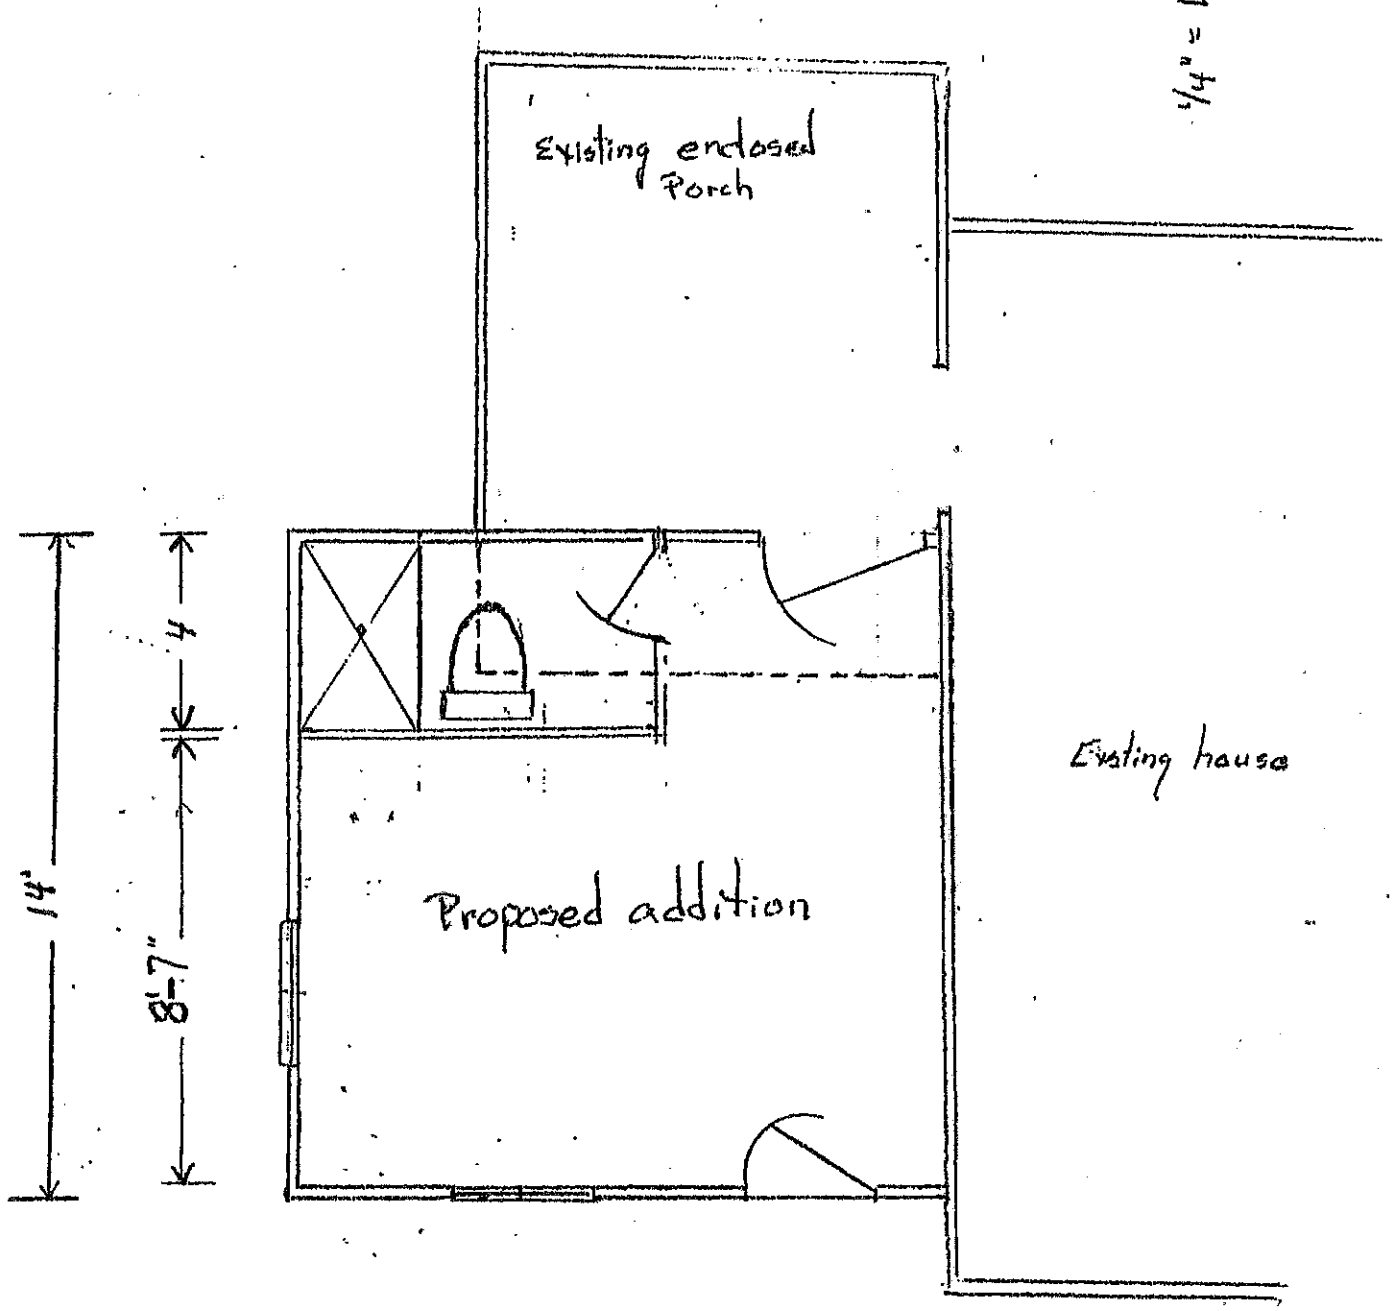 1/4" = 1
Existing enclosed
Porch
4
14'
8'-7"
Proposed addition
Existing house